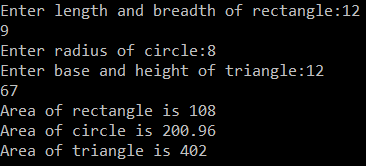 Enter length and breadth of rectangle:12
9
Enter radius of circle:8
Enter base and height of triangle:12
67
Area of rectangle is 108
Area of circle is 200.96
Area of triangle is 402